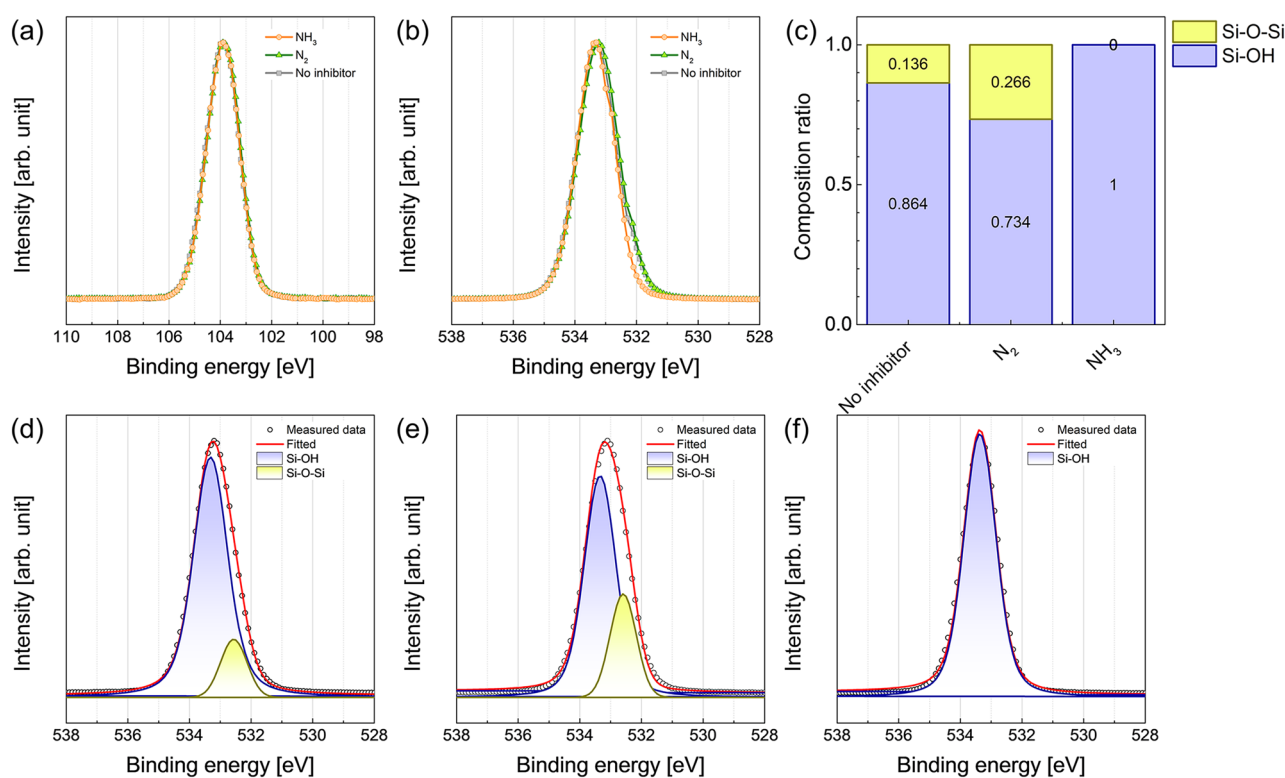 (a)
NH₃
N₂
No inhibitor
Intensity [arb. unit]
110 108 106 104 102 100 98
Binding energy [eV]
(b)
NH₃
N₂
No inhibitor
Intensity [arb. unit]
538 536 534 532 530 528
Binding energy [eV]
(c)
Si-O-Si
Si-OH
Composition ratio
1.0
0.5
0.0
0.136
0.864
0.266
0.734
0
1
No inhibitor
N₂
NH₃
(d)
Measured data
Fitted
Si-OH
Si-O-Si
Intensity [arb. unit]
538 536 534 532 530 528
Binding energy [eV]
(e)
Measured data
Fitted
Si-OH
Si-O-Si
Intensity [arb. unit]
538 536 534 532 530 528
Binding energy [eV]
(f)
Measured data
Fitted
Si-OH
Intensity [arb. unit]
538 536 534 532 530 528
Binding energy [eV]